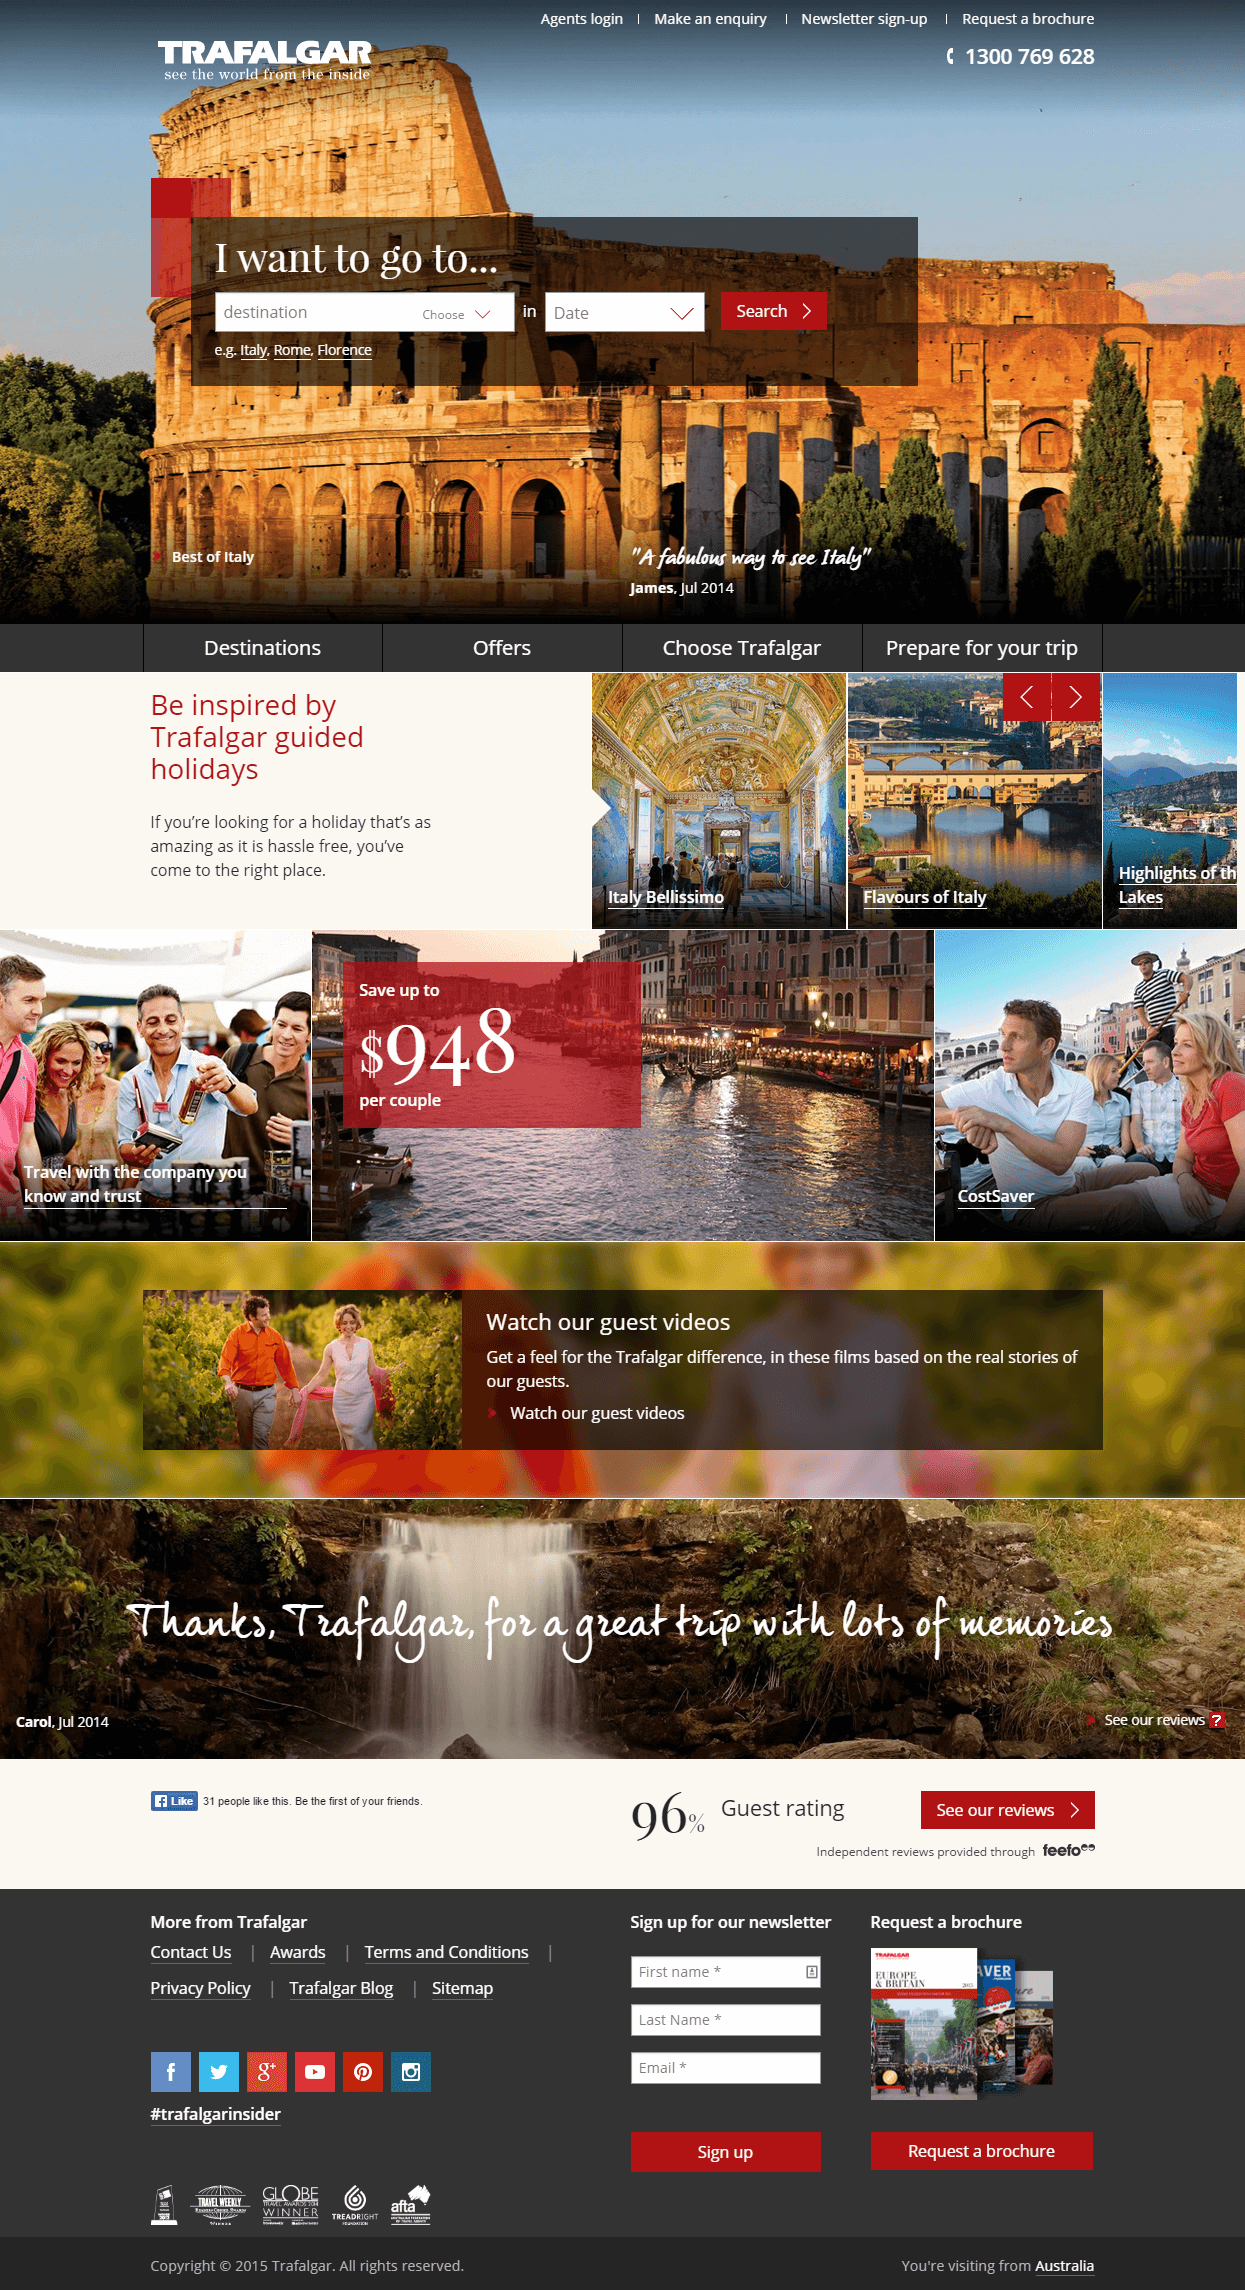 Agents login | Make an enquiry | Newsletter sign-up | Request a brochure
TRAFALGAR
see the world from the inside
1300 769 628
I want to go to...
destination Choose in Date Search
e.g. Italy, Rome, Florence
Best of Italy
"A fabulous way to see Italy"
James, Jul 2014
Destinations Offers Choose Trafalgar Prepare for your trip
Be inspired by
Trafalgar guided
holidays
If you’re looking for a holiday that’s as
amazing as it is hassle free, you’ve
come to the right place.
Italy Bellissimo
Flavours of Italy
Highlights of th
Lakes
Travel with the company you
know and trust
Save up to
$948
per couple
CostSaver
Watch our guest videos
Get a feel for the Trafalgar difference, in these films based on the real stories of
our guests.
Watch our guest videos
Thanks, Trafalgar, for a great trip with lots of memories
Carol, Jul 2014
See our reviews ?
f Like 31 people like this. Be the first of your friends.
96% Guest rating
See our reviews
Independent reviews provided through feefo
More from Trafalgar
Contact Us | Awards | Terms and Conditions |
Privacy Policy | Trafalgar Blog | Sitemap
#trafalgarinsider
Sign up for our newsletter
First name *
Last Name *
Email *
Sign up
Request a brochure
TRAFALGAR
EUROPE
& BRITAIN
2015
AVER
Request a brochure
TRAVEL WEEKLY
GLOBE
WINNER
TREADRIGHT
FOUNDATION
afta
Copyright © 2015 Trafalgar. All rights reserved.
You're visiting from Australia